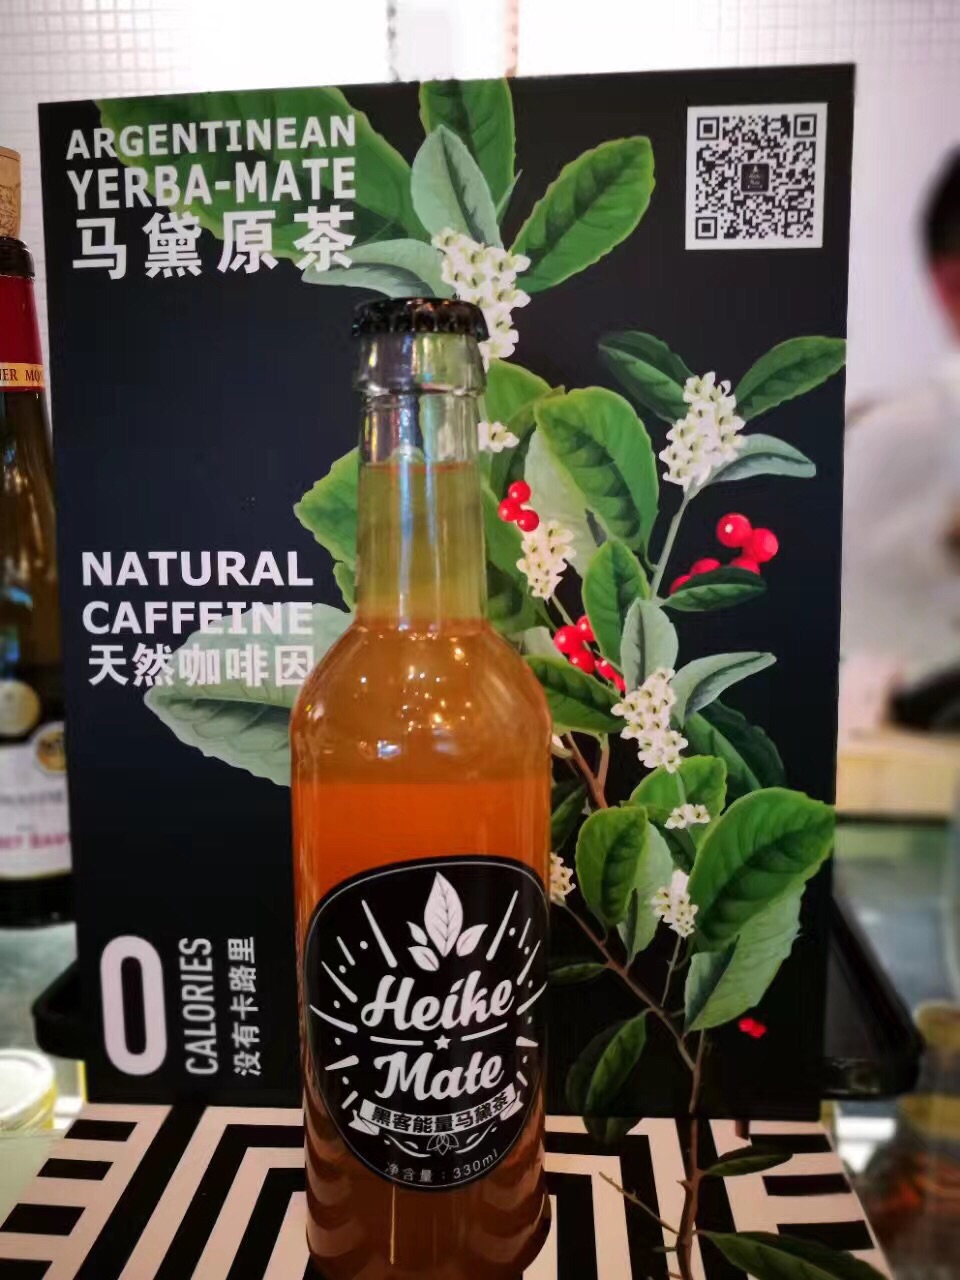 ARGENTINEAN
YERBA-MATE
马黛原茶
NATURAL
CAFFEINE
天然咖啡因
0
CALORIES
没有卡路里
Heike
Mate
黑客能量马黛茶
净含量：330ml